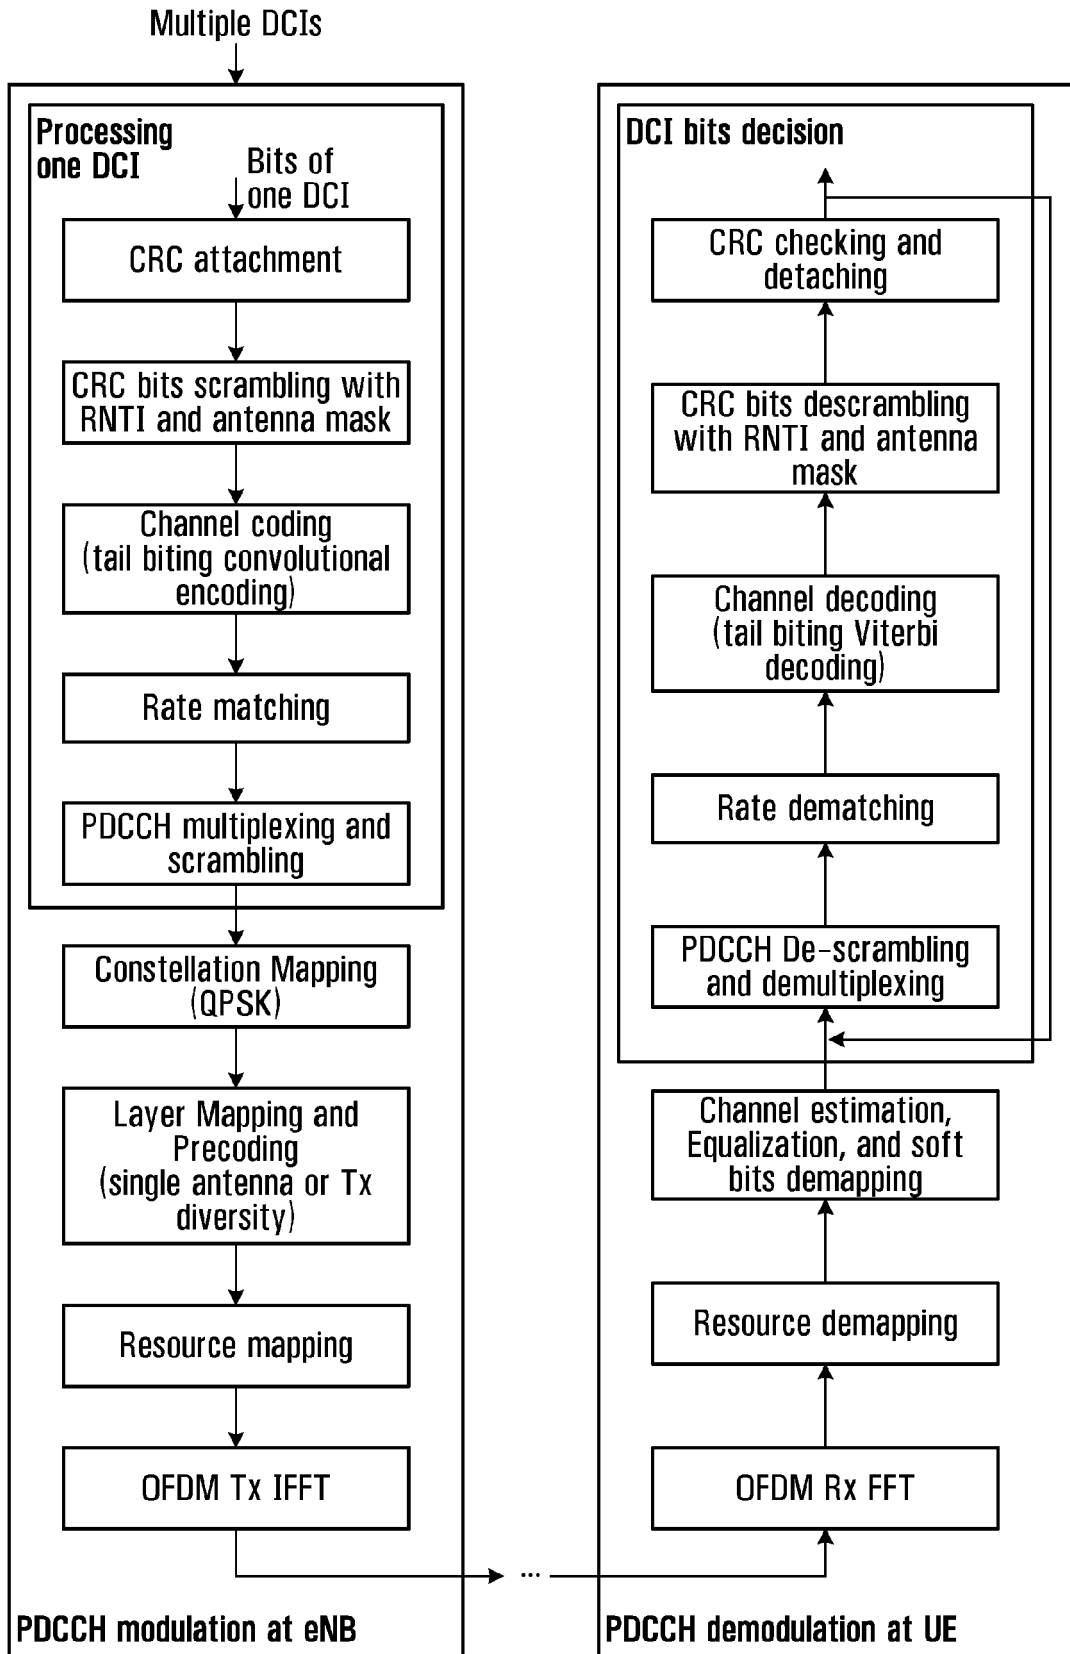 Multiple DCIs
Processing
one DCI
Bits of
one DCI
CRC attachment
CRC bits scrambling with
RNTI and antenna mask
Channel coding
(tail biting convolutional
encoding)
Rate matching
PDCCH multiplexing and
scrambling
Constellation Mapping
(QPSK)
Layer Mapping and
Precoding
(single antenna or Tx
diversity)
Resource mapping
OFDM Tx IFFT
PDCCH modulation at eNB
...
DCI bits decision
CRC checking and
detaching
CRC bits descrambling
with RNTI and antenna
mask
Channel decoding
(tail biting Viterbi
decoding)
Rate dematching
PDCCH De-scrambling
and demultiplexing
Channel estimation,
Equalization, and soft
bits demapping
Resource demapping
OFDM Rx FFT
PDCCH demodulation at UE